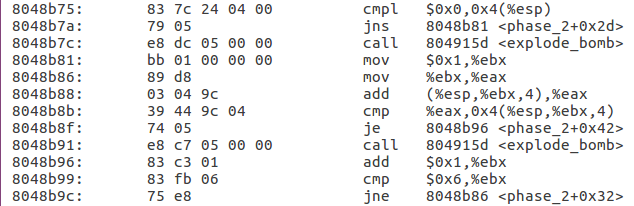 8048b75: 83 7c 24 04 00 cmpl $0x0,0x4(%esp)
8048b7a: 79 05 jns 8048b81 <phase_2+0x2d>
8048b7c: e8 dc 05 00 00 call 804915d <explode_bomb>
8048b81: bb 01 00 00 00 mov $0x1,%ebx
8048b86: 89 d8 mov %ebx,%eax
8048b88: 03 04 9c add (%esp,%ebx,4),%eax
8048b8b: 39 44 9c 04 cmp %eax,0x4(%esp,%ebx,4)
8048b8f: 74 05 je 8048b96 <phase_2+0x42>
8048b91: e8 c7 05 00 00 call 804915d <explode_bomb>
8048b96: 83 c3 01 add $0x1,%ebx
8048b99: 83 fb 06 cmp $0x6,%ebx
8048b9c: 75 e8 jne 8048b86 <phase_2+0x32>